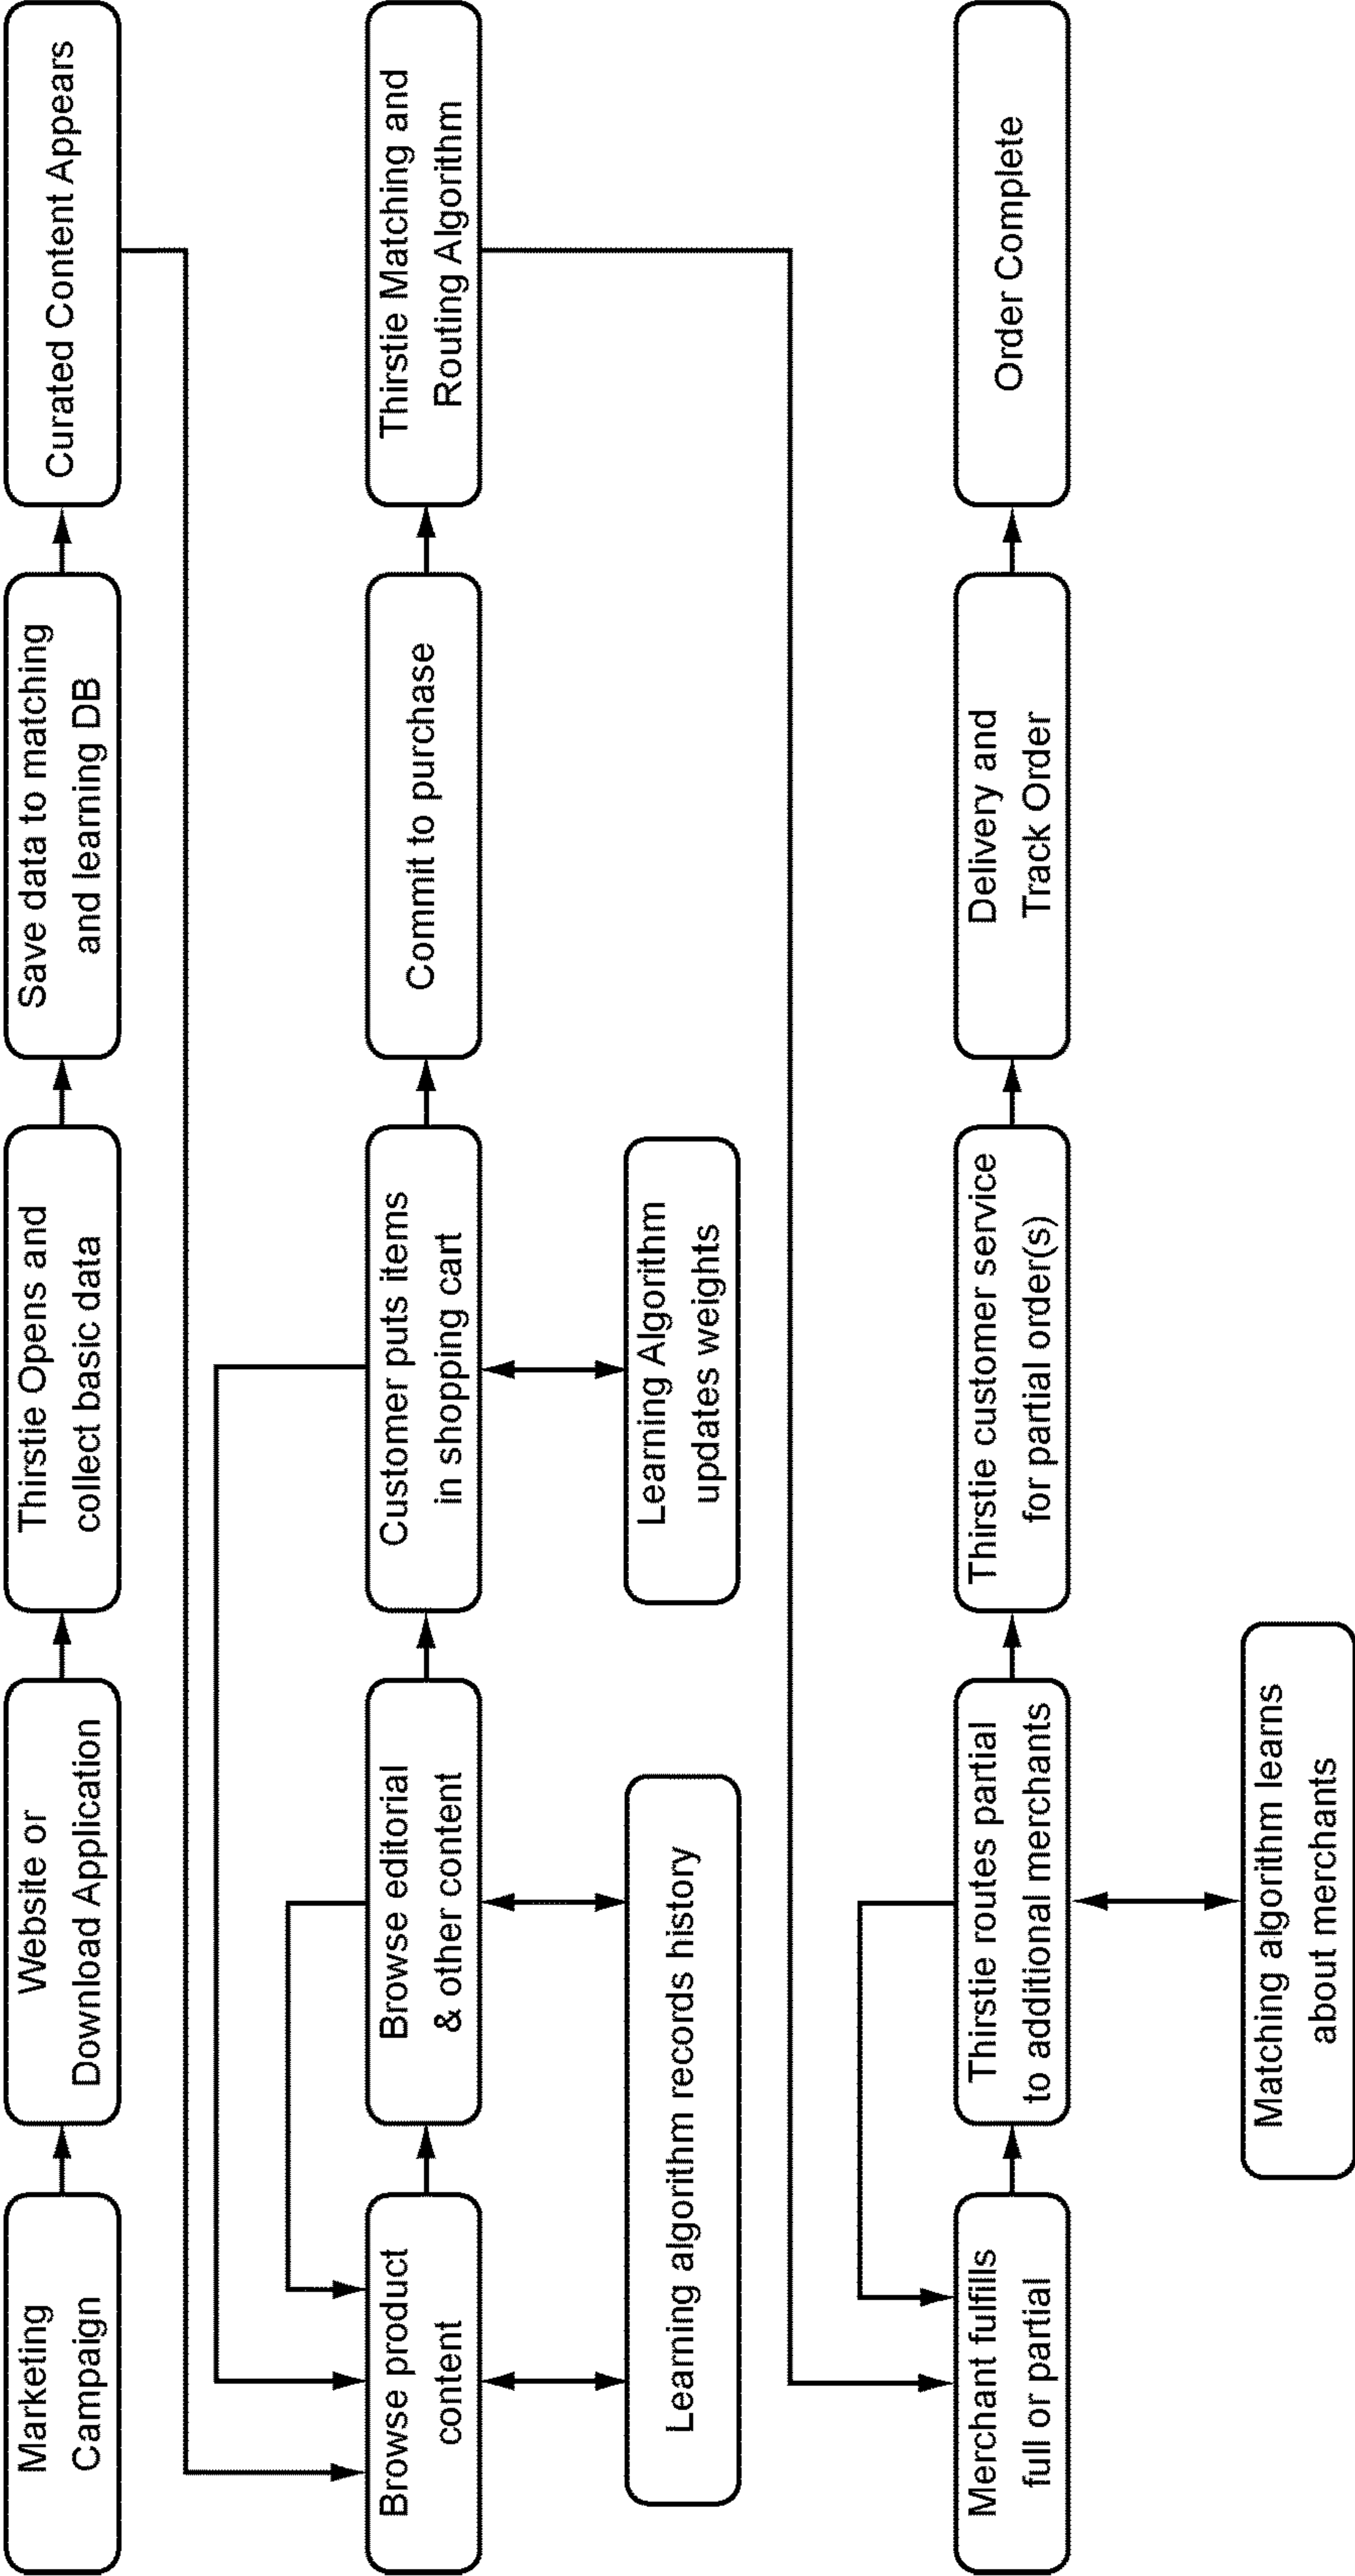 Marketing
Campaign
Website or
Download Application
Thirstie Opens and
collect basic data
Save data to matching
and learning DB
Curated Content Appears
Browse product
content
Browse editorial
& other content
Customer puts items
in shopping cart
Commit to purchase
Thirstie Matching and
Routing Algorithm
Learning algorithm records history
Learning Algorithm
updates weights
Merchant fulfills
full or partial
Thirstie routes partial
to additional merchants
Thirstie customer service
for partial order(s)
Delivery and
Track Order
Order Complete
Matching algorithm learns
about merchants